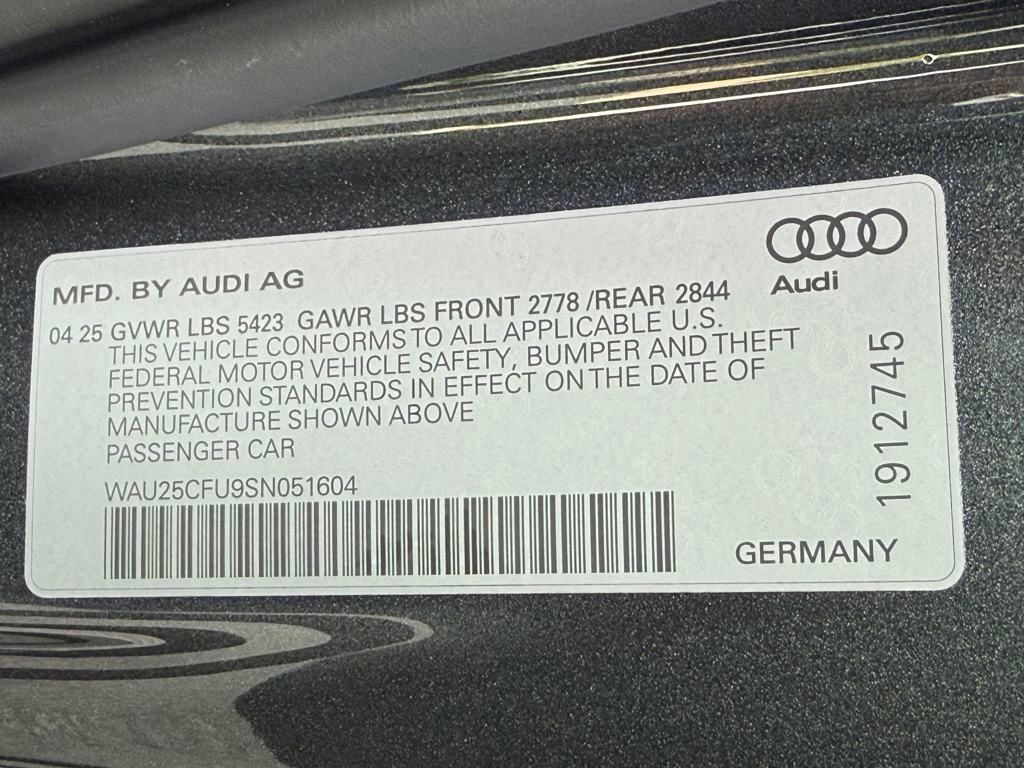 MFD. BY AUDI AG
Audi
04 25 GVWR LBS 5423 GAWR LBS FRONT 2778 /REAR 2844
THIS VEHICLE CONFORMS TO ALL APPLICABLE U.S.
FEDERAL MOTOR VEHICLE SAFETY, BUMPER AND THEFT
PREVENTION STANDARDS IN EFFECT ON THE DATE OF
MANUFACTURE SHOWN ABOVE
PASSENGER CAR
WAU25CFU9SN051604
1912745
GERMANY